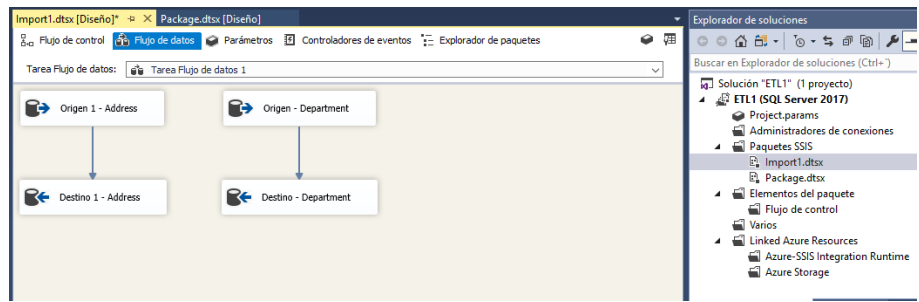 Import1.dtsx [Diseño]* Package.dtsx [Diseño]
Flujo de control Flujo de datos Parámetros Controladores de eventos Explorador de paquetes
Tarea Flujo de datos: Tarea Flujo de datos 1
Origen 1 - Address Origen - Department
Destino 1 - Address Destino - Department
Explorador de soluciones
Buscar en Explorador de soluciones (Ctrl+¨)
Solución "ETL1" (1 proyecto)
ETL1 (SQL Server 2017)
Project.params
Administradores de conexiones
Paquetes SSIS
Import1.dtsx
Package.dtsx
Elementos del paquete
Flujo de control
Varios
Linked Azure Resources
Azure-SSIS Integration Runtime
Azure Storage